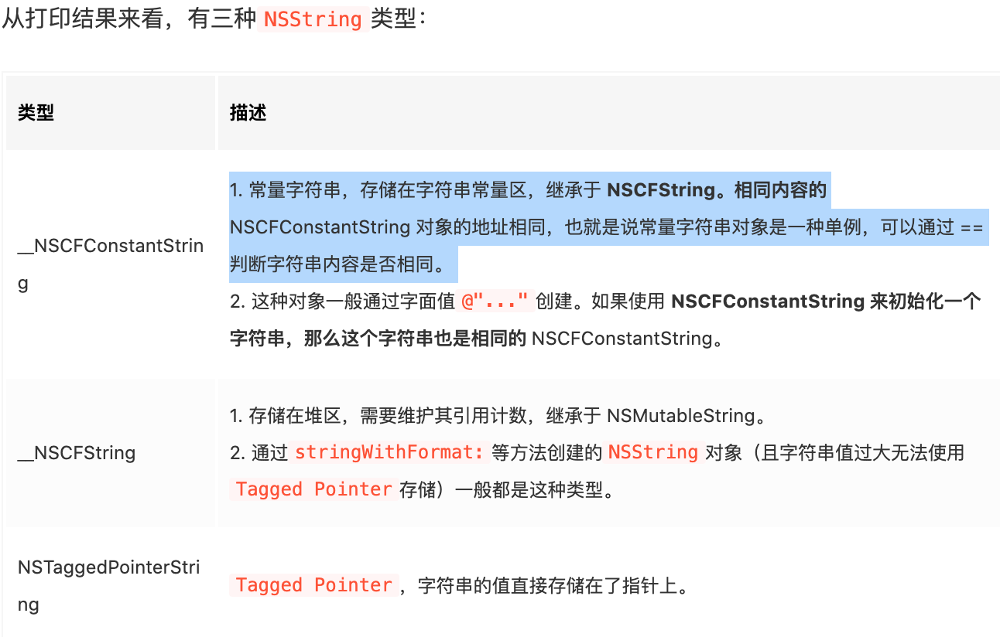 从打印结果来看，有三种 NSString 类型：
类型
描述
__NSCFConstantStrin
g
1. 常量字符串，存储在字符串常量区，继承于 NSCFString。相同内容的
NSCFConstantString 对象的地址相同，也就是说常量字符串对象是一种单例，可以通过 ==
判断字符串内容是否相同。
2. 这种对象一般通过字面值 @"..." 创建。如果使用 NSCFConstantString 来初始化一个
字符串，那么这个字符串也是相同的 NSCFConstantString。
__NSCFString
1. 存储在堆区，需要维护其引用计数，继承于 NSMutableString。
2. 通过 stringWithFormat: 等方法创建的 NSString 对象（且字符串值过大无法使用
Tagged Pointer 存储）一般都是这种类型。
NSTaggedPointerStri
ng
Tagged Pointer ，字符串的值直接存储在了指针上。